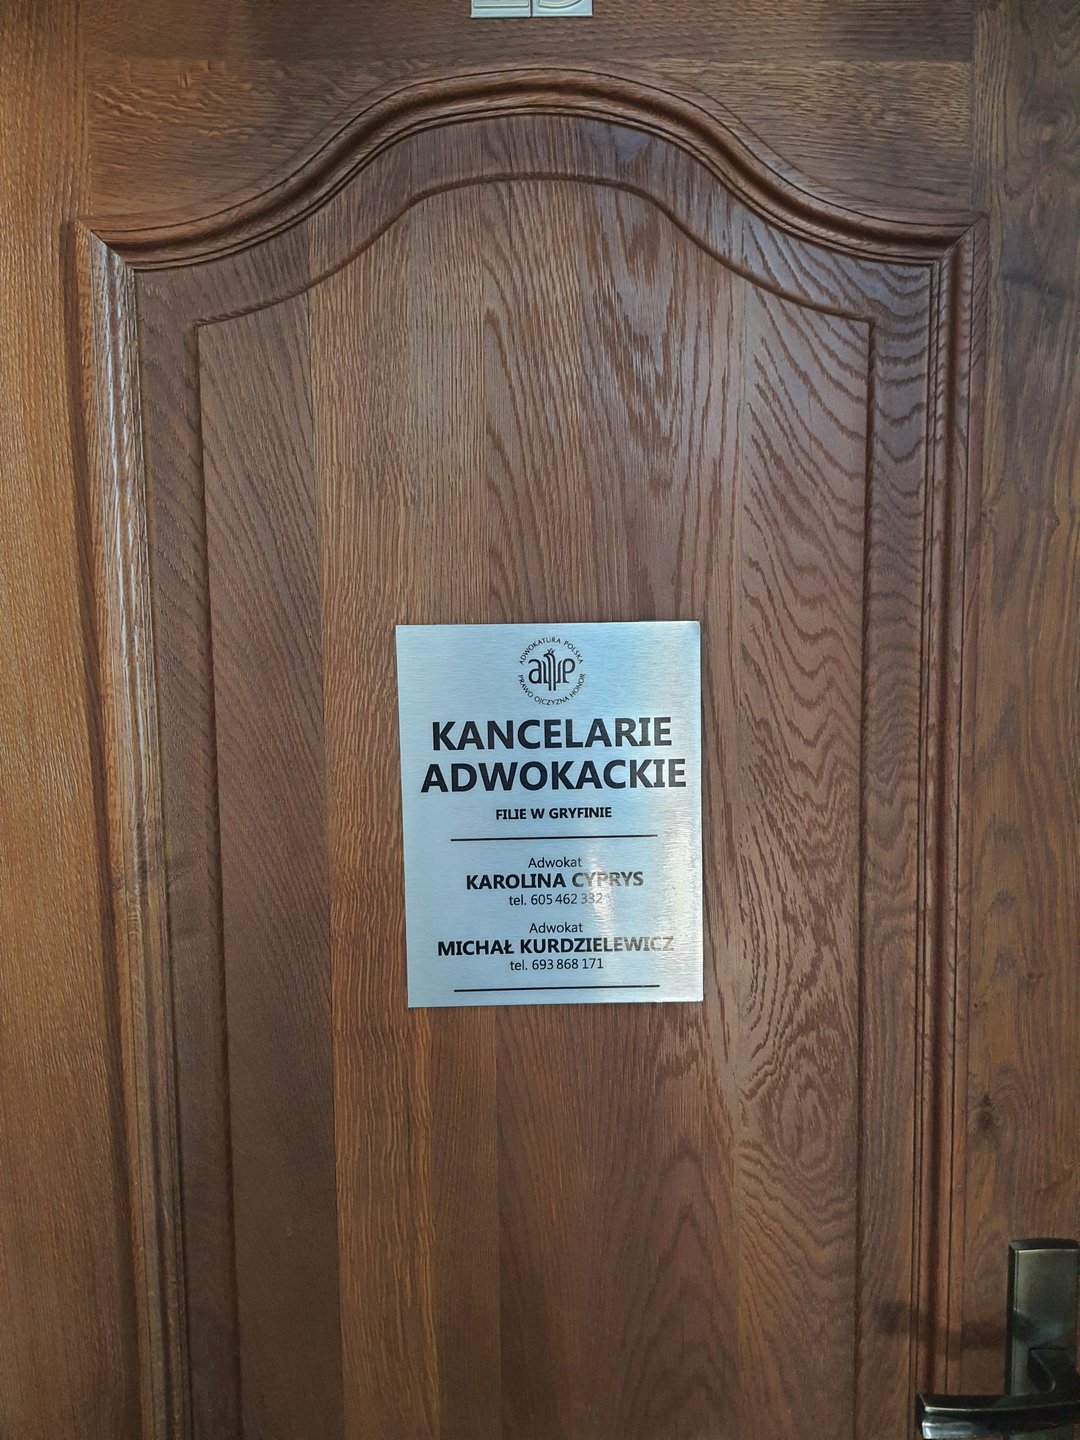 ADWOKATURA POLSKA
PRAWO OJCZYZNA HONOR
KANCELARIE
ADWOKACKIE
FILIE W GRYFINIE
Adwokat
KAROLINA CYPRYS
tel. 605 462 332
Adwokat
MICHAŁ KURDZIELEWICZ
tel. 693 868 171